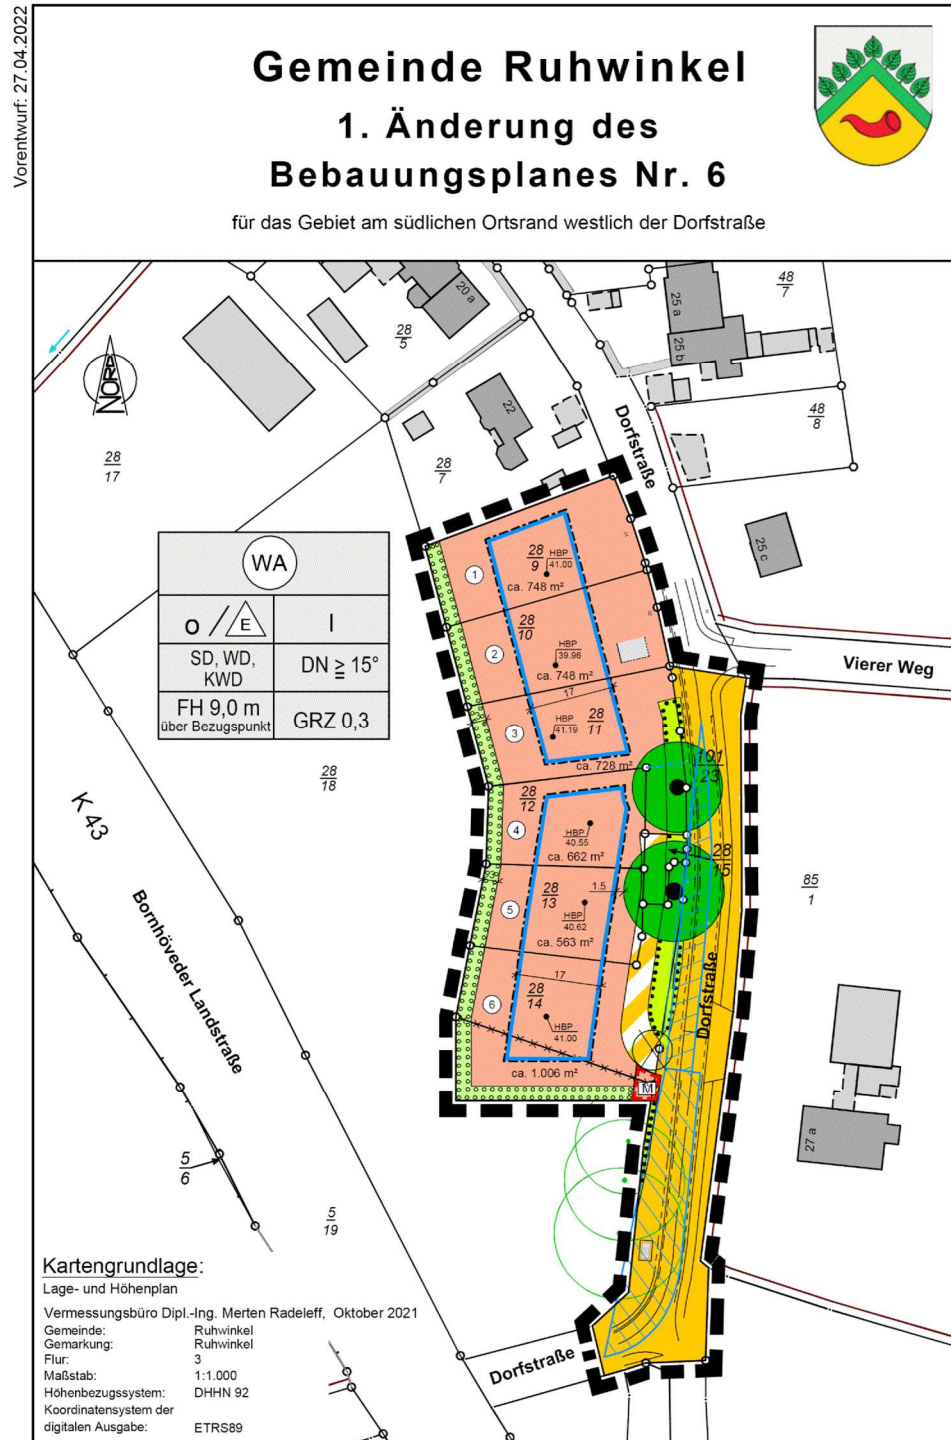 Vorentwurf: 27.04.2022
Gemeinde Ruhwinkel
1. Änderung des
Bebauungsplanes Nr. 6
für das Gebiet am südlichen Ortsrand westlich der Dorfstraße
NORD
20 a
28
5
25 a
25 b
48
7
48
8
22
28
7
28
17
Dorfstraße
25 c
WA
o / E
I
SD, WD,
KWD
DN ≧ 15°
FH 9,0 m
über Bezugspunkt
GRZ 0,3
1
28
9
HBP
41.00
ca. 748 m²
28
10
2
HBP
39.96
ca. 748 m²
17
3
HBP
41.19
28
11
ca. 728 m²
Vierer Weg
28
18
28
12
4
HBP
40.55
ca. 662 m²
101
23
28
15
K 43
3
28
13
1.5
5
HBP
40.62
ca. 563 m²
85
1
17
28
14
6
HBP
41.00
ca. 1.006 m²
M
Dorfstraße
Bornhöveder Landstraße
27 a
5
6
5
19
Dorfstraße
Kartengrundlage:
Lage- und Höhenplan
Vermessungsbüro Dipl.-Ing. Merten Radeleff, Oktober 2021
Gemeinde: Ruhwinkel
Gemarkung: Ruhwinkel
Flur: 3
Maßstab: 1:1.000
Höhenbezugssystem: DHHN 92
Koordinatensystem der
digitalen Ausgabe: ETRS89